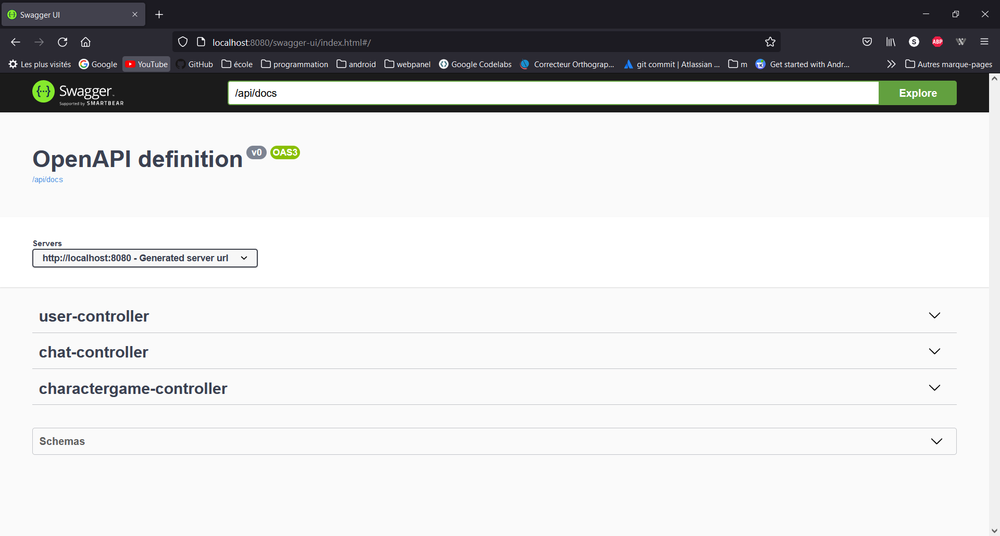 Swagger UI
localhost:8080/swagger-ui/index.html#/
S
ABP
Les plus visités
Google
YouTube
GitHub
école
programmation
android
webpanel
Google Codelabs
Correcteur Orthograp...
git commit | Atlassian ...
m
Get started with Andr...
Autres marque-pages
Swagger
Supported by SMARTBEAR
/api/docs
Explore
OpenAPI definition
v0
OAS3
/api/docs
Servers
http://localhost:8080 - Generated server url
user-controller
chat-controller
charactergame-controller
Schemas